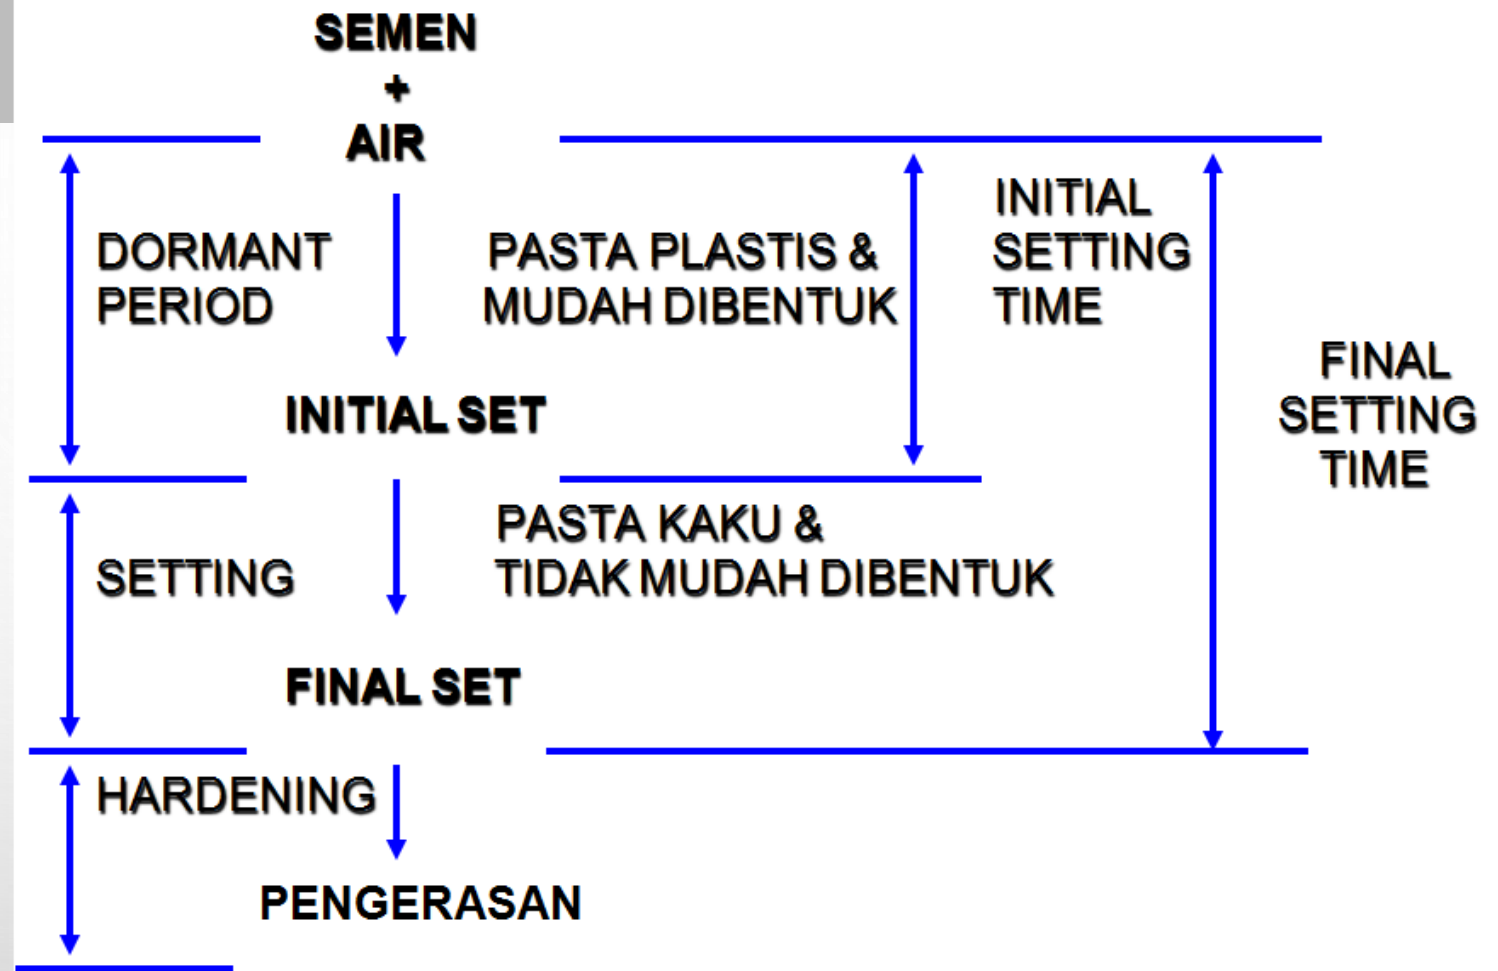 SEMEN
+
AIR
DORMANT
PERIOD
PASTA PLASTIS &
MUDAH DIBENTUK
INITIAL
SETTING
TIME
FINAL
SETTING
TIME
INITIAL SET
SETTING
PASTA KAKU &
TIDAK MUDAH DIBENTUK
FINAL SET
HARDENING
PENGERASAN